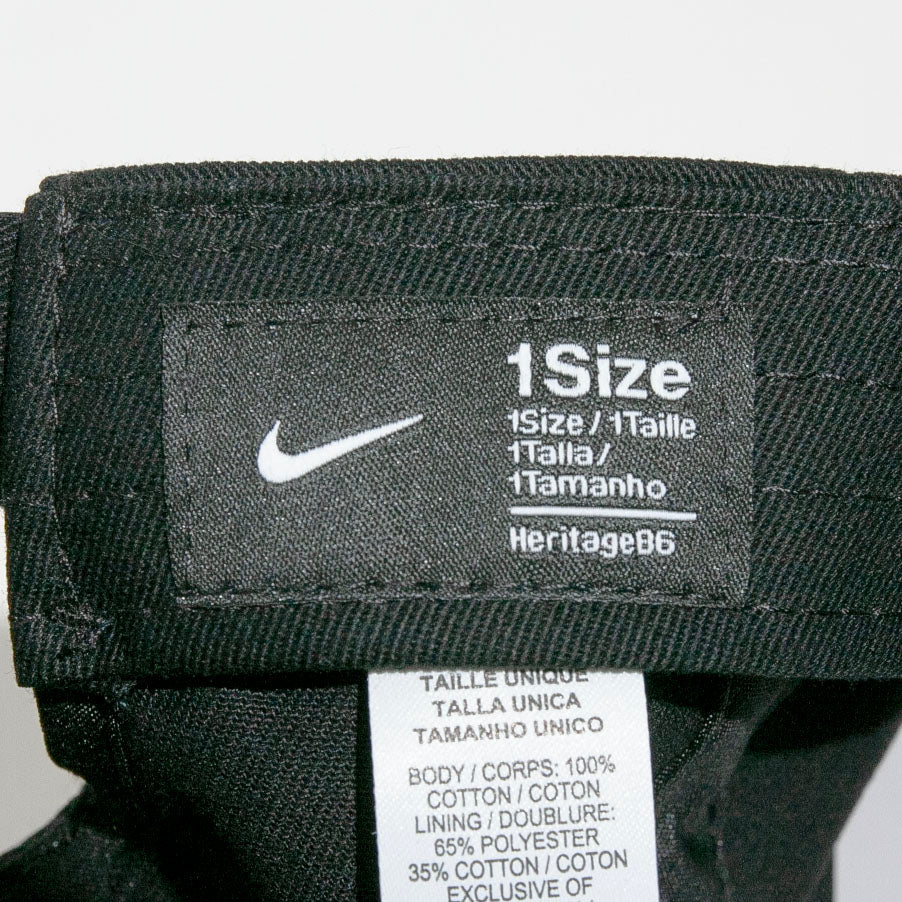 1Size
1Size / 1Taille
1Talla /
1Tamanho
Heritage86
TAILLE UNIQUE
TALLA UNICA
TAMANHO UNICO
BODY / CORPS: 100%
COTTON / COTON
LINING / DOUBLURE:
65% POLYESTER
35% COTTON / COTON
EXCLUSIVE OF